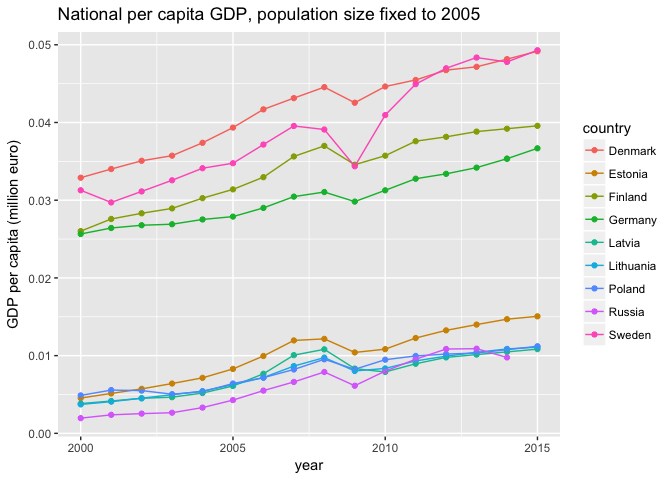 National per capita GDP, population size fixed to 2005
GDP per capita (million euro)
0.05
0.04
0.03
0.02
0.01
0.00
2000
2005
2010
2015
year
country
Denmark
Estonia
Finland
Germany
Latvia
Lithuania
Poland
Russia
Sweden